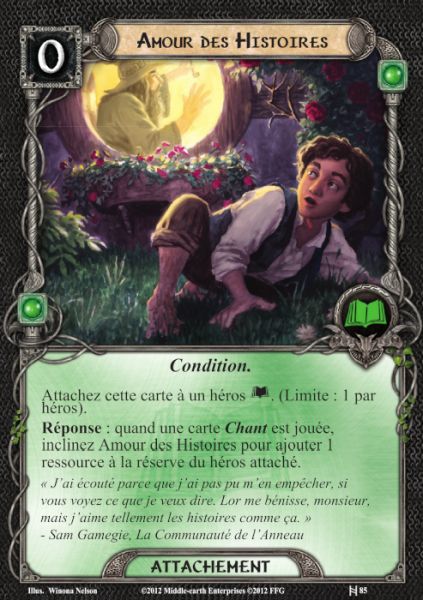 0
Amour des Histoires
Condition.
Attachez cette carte à un héros . (Limite : 1 par
héros).
Réponse : quand une carte Chant est jouée,
inclinez Amour des Histoires pour ajouter 1
ressource à la réserve du héros attaché.
« J'ai écouté parce que j'ai pas pu m'en empêcher, si
vous voyez ce que je veux dire. Lor me bénisse, monsieur,
mais j'aime tellement les histoires comme ça. »
- Sam Gamegie, La Communauté de l'Anneau
ATTACHEMENT
Illus. Winona Nelson ©2012 Middle-earth Enterprises ©2012 FFG 85